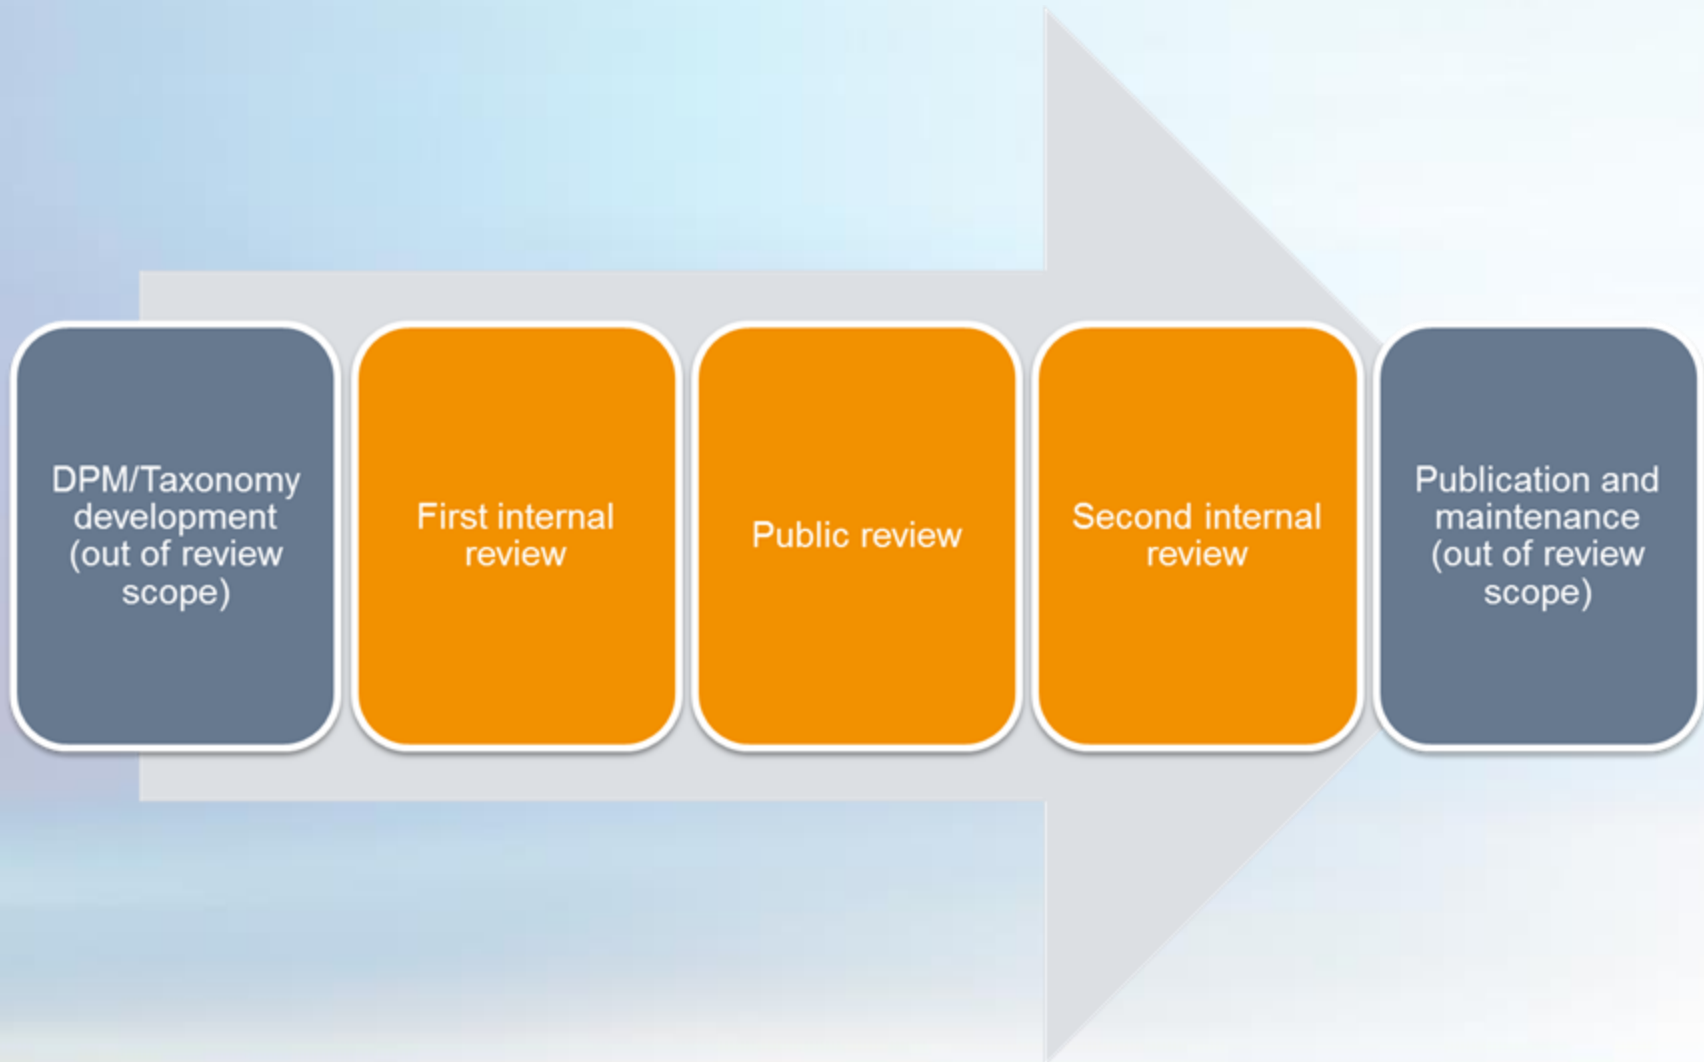 DPM/Taxonomy
development
(out of review
scope)
First internal
review
Public review
Second internal
review
Publication and
maintenance
(out of review
scope)